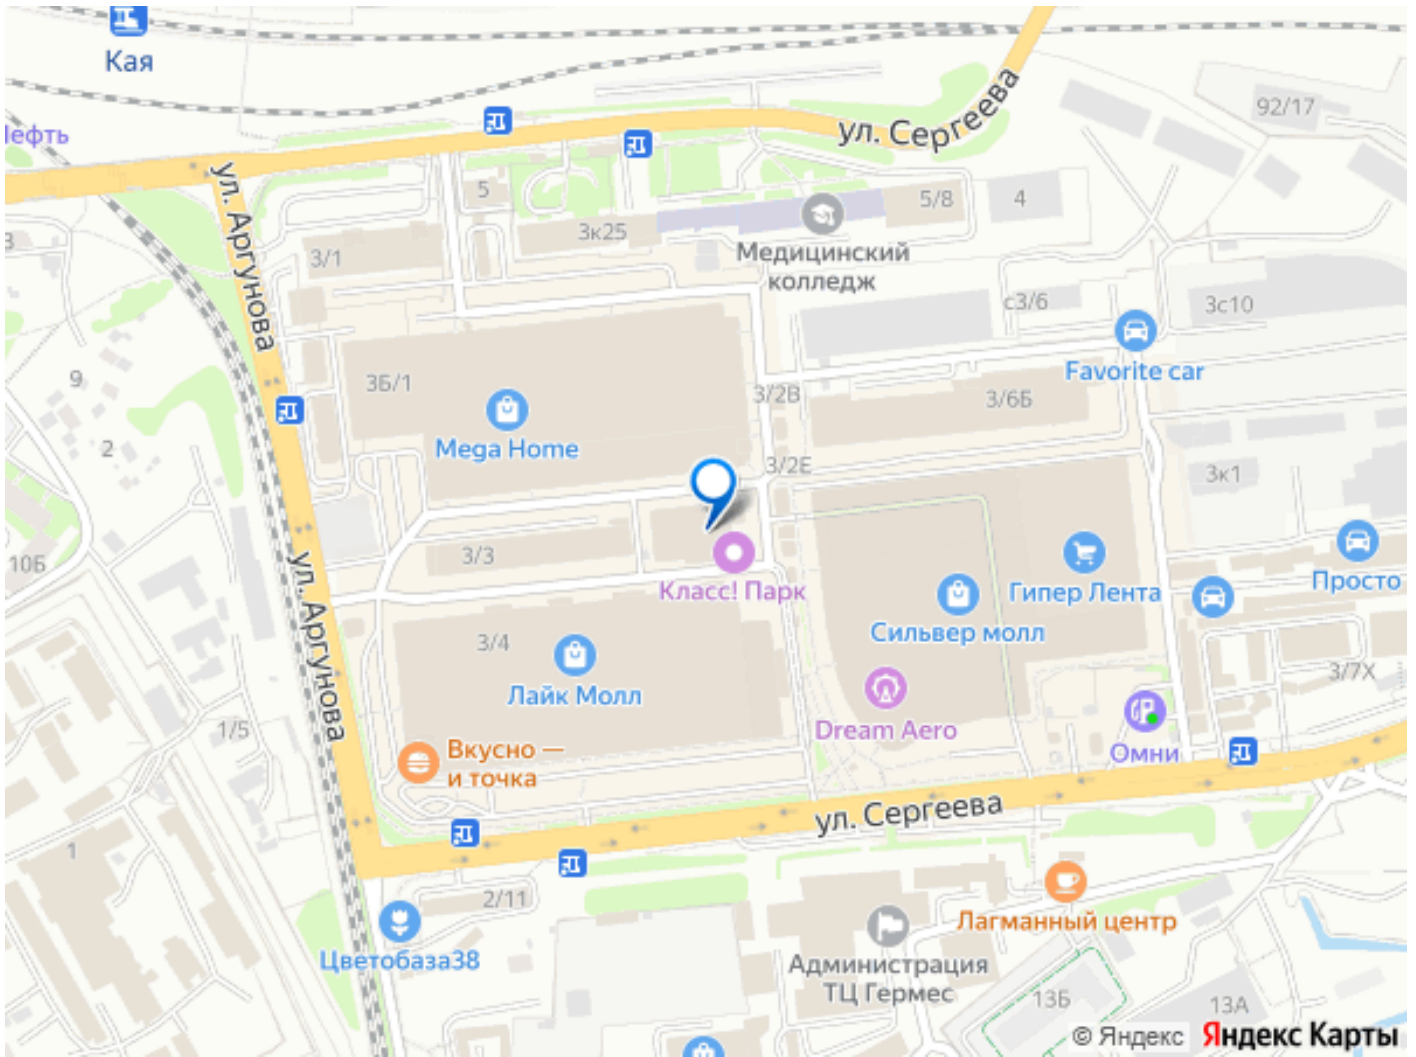 Кая
92/17
ул. Сергеева
Нефть
ул. Аргунова
5
5/8
4
3к25
Медицинский
колледж
3/1
с3/6
3с10
Favorite car
3Б/1
9
3/2В
3/6Б
Mega Home
2
3/2Е
3к1
10Б
3/3
Класс! Парк
Гипер Лента
Просто
ул. Аргунова
Сильвер молл
3/4
Лайк Молл
3/7Х
1/5
Dream Aero
Омни
Вкусно —
и точка
ул. Сергеева
1
2/11
Лагманный центр
Цветобаза38
Администрация
ТЦ Гермес
13Б
13А
© Яндекс Яндекс Карты